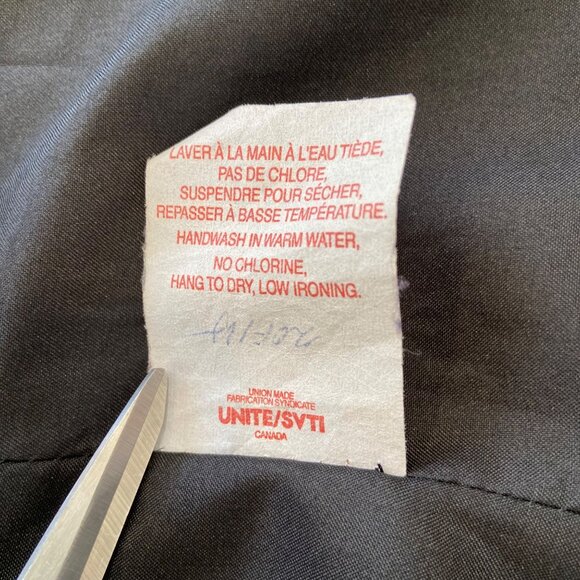 LAVER À LA MAIN À L'EAU TIÈDE,
PAS DE CHLORE,
SUSPENDRE POUR SÉCHER,
REPASSER À BASSE TEMPÉRATURE.
HANDWASH IN WARM WATER,
NO CHLORINE,
HANG TO DRY, LOW IRONING.
UNION MADE
FABRICATION SYNDICATE
UNITE/SVTI
CANADA